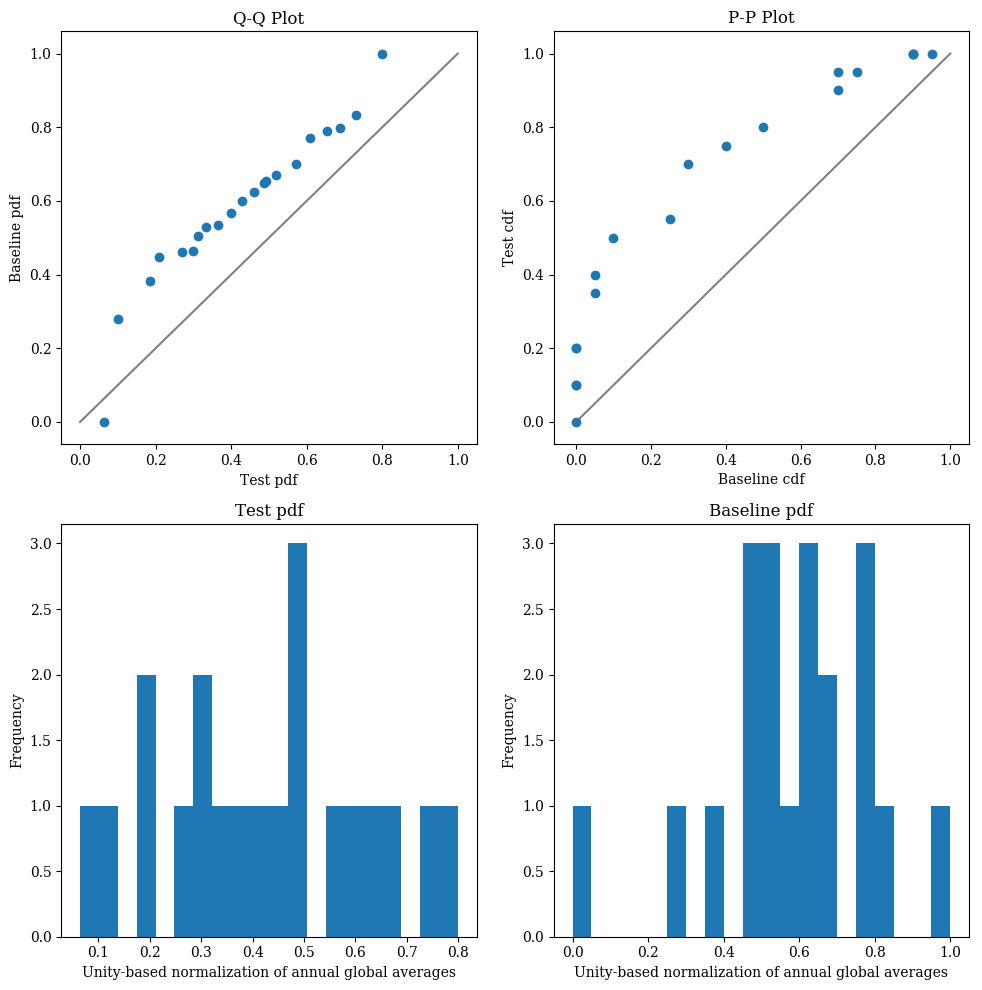 Q-Q Plot
Baseline pdf
1.0
0.8
0.6
0.4
0.2
0.0
0.0 0.2 0.4 0.6 0.8 1.0
Test pdf
P-P Plot
Test cdf
1.0
0.8
0.6
0.4
0.2
0.0
0.0 0.2 0.4 0.6 0.8 1.0
Baseline cdf
Test pdf
Frequency
3.0
2.5
2.0
1.5
1.0
0.5
0.0
0.1 0.2 0.3 0.4 0.5 0.6 0.7 0.8
Unity-based normalization of annual global averages
Baseline pdf
Frequency
3.0
2.5
2.0
1.5
1.0
0.5
0.0
0.0 0.2 0.4 0.6 0.8 1.0
Unity-based normalization of annual global averages